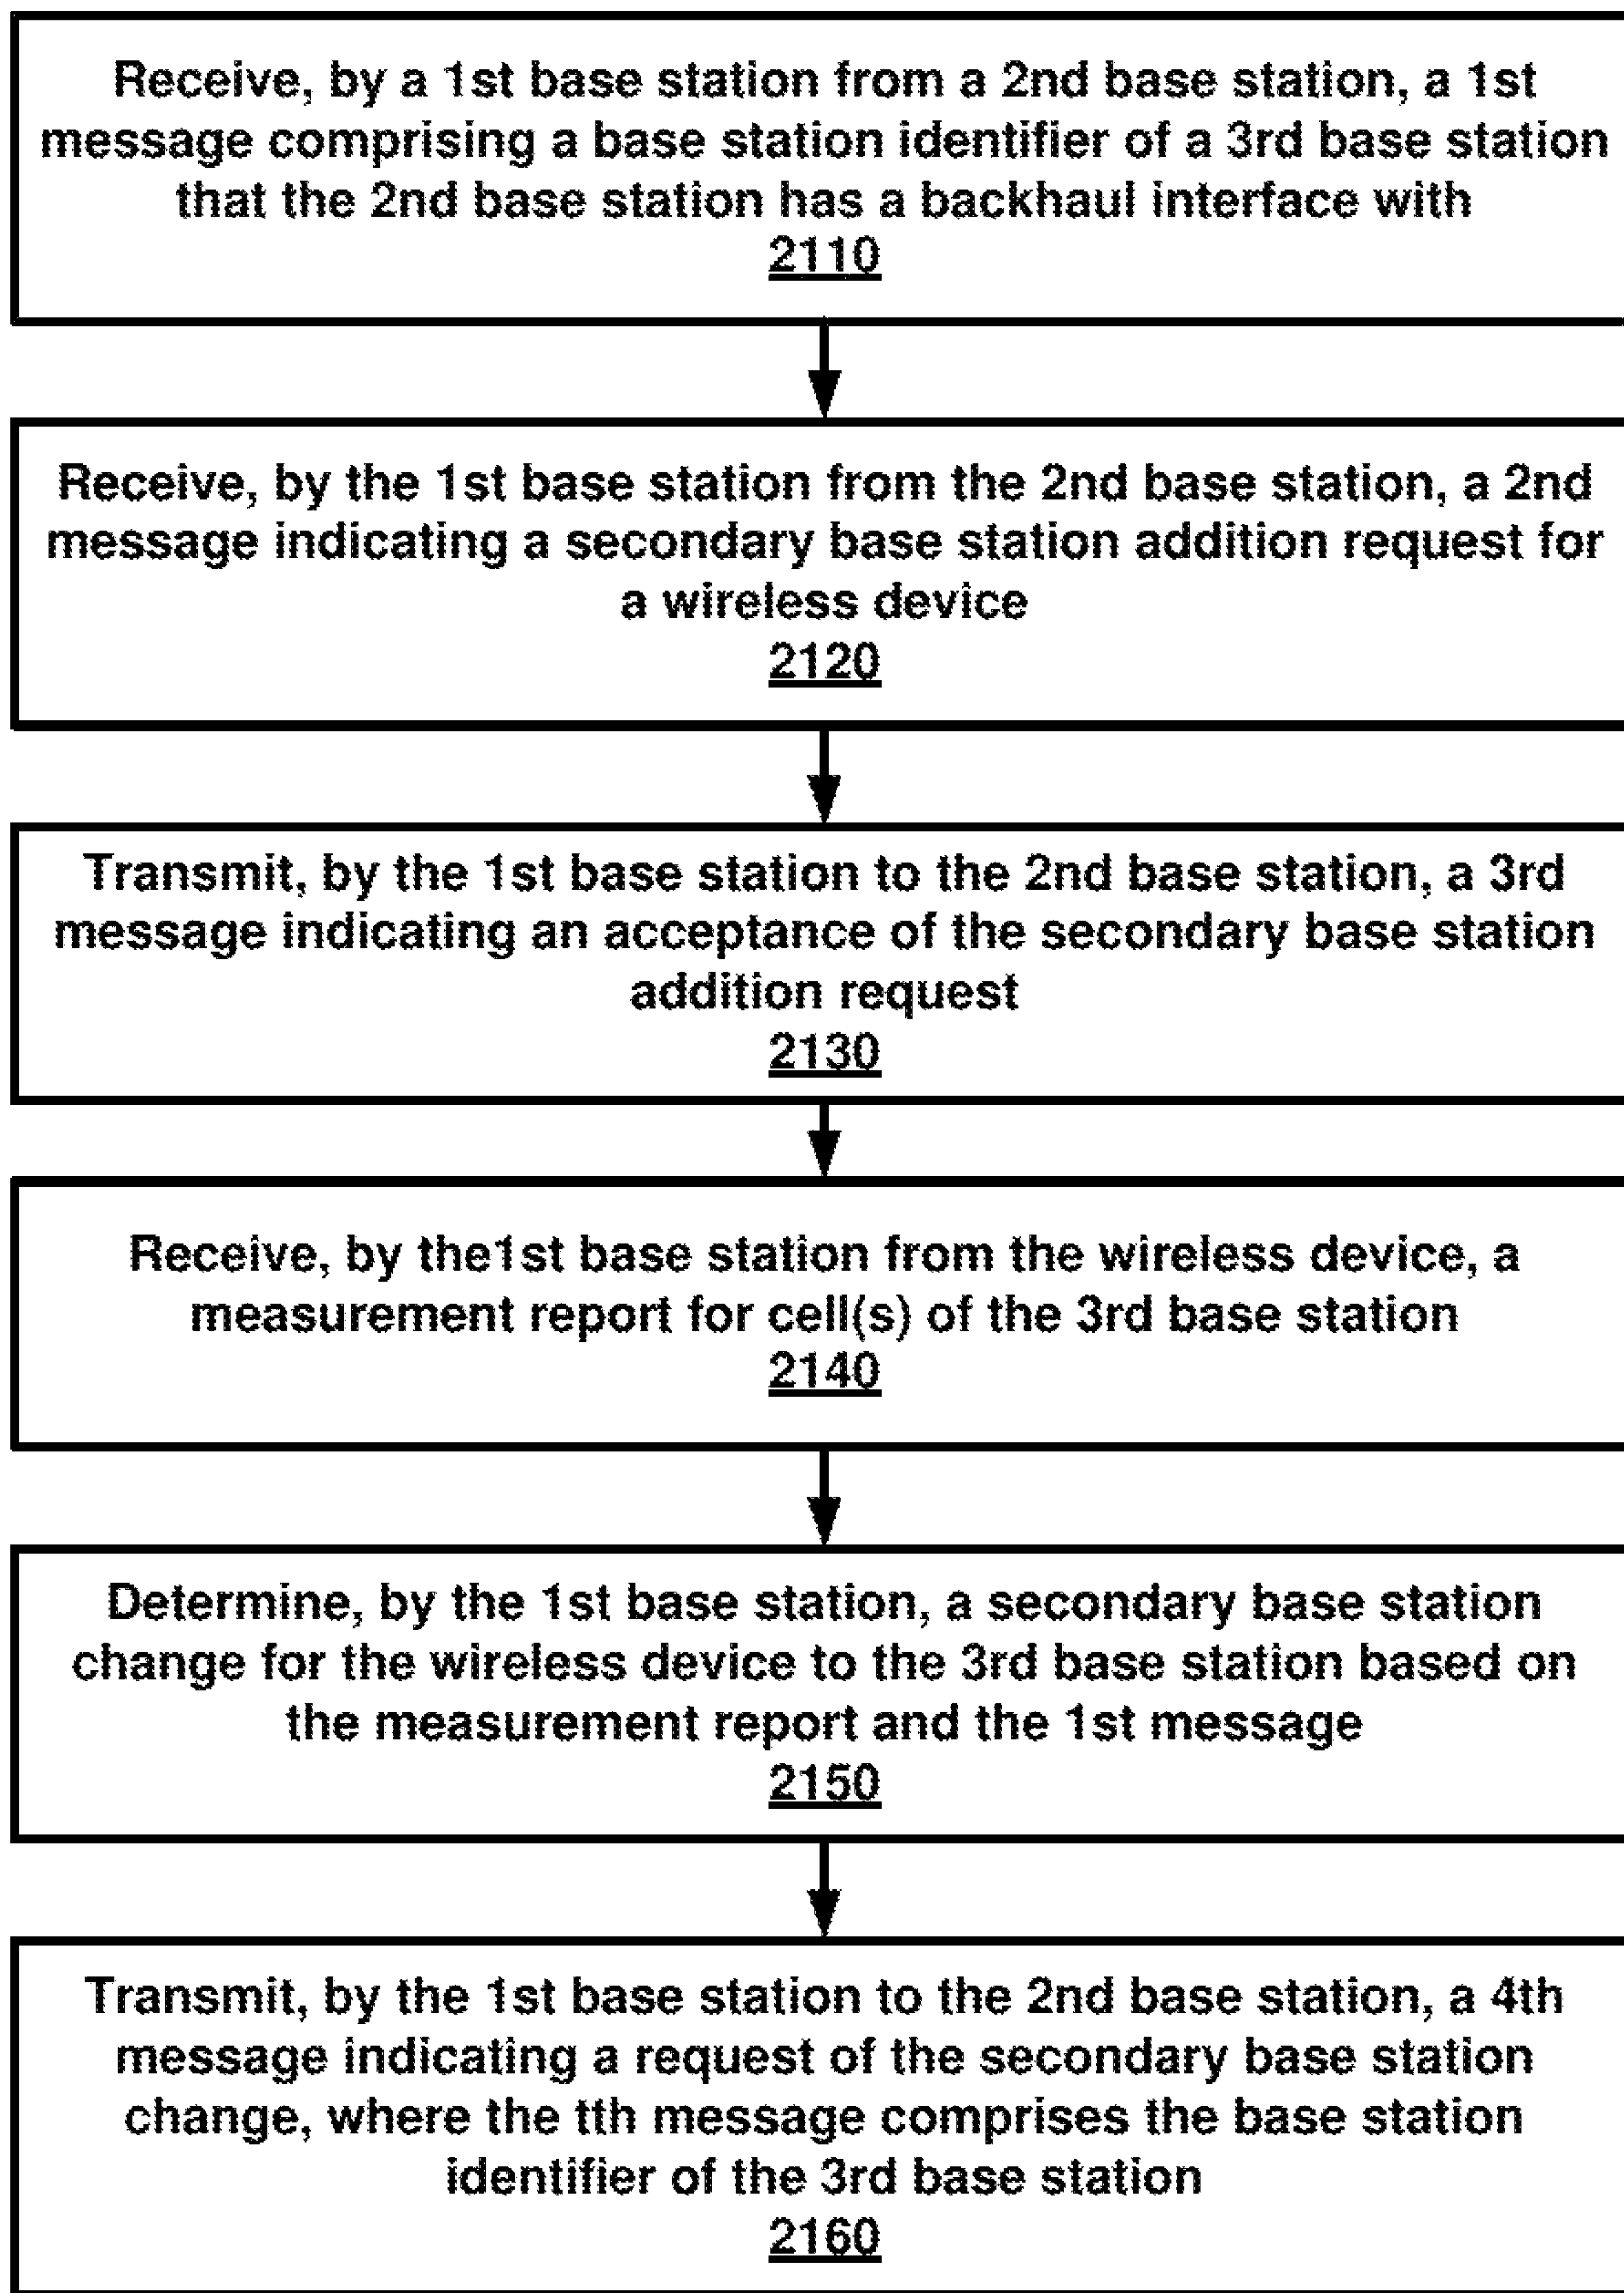 Receive, by a 1st base station from a 2nd base station, a 1st
message comprising a base station identifier of a 3rd base station
that the 2nd base station has a backhaul interface with
2110
Receive, by the 1st base station from the 2nd base station, a 2nd
message indicating a secondary base station addition request for
a wireless device
2120
Transmit, by the 1st base station to the 2nd base station, a 3rd
message indicating an acceptance of the secondary base station
addition request
2130
Receive, by the1st base station from the wireless device, a
measurement report for cell(s) of the 3rd base station
2140
Determine, by the 1st base station, a secondary base station
change for the wireless device to the 3rd base station based on
the measurement report and the 1st message
2150
Transmit, by the 1st base station to the 2nd base station, a 4th
message indicating a request of the secondary base station
change, where the tth message comprises the base station
identifier of the 3rd base station
2160